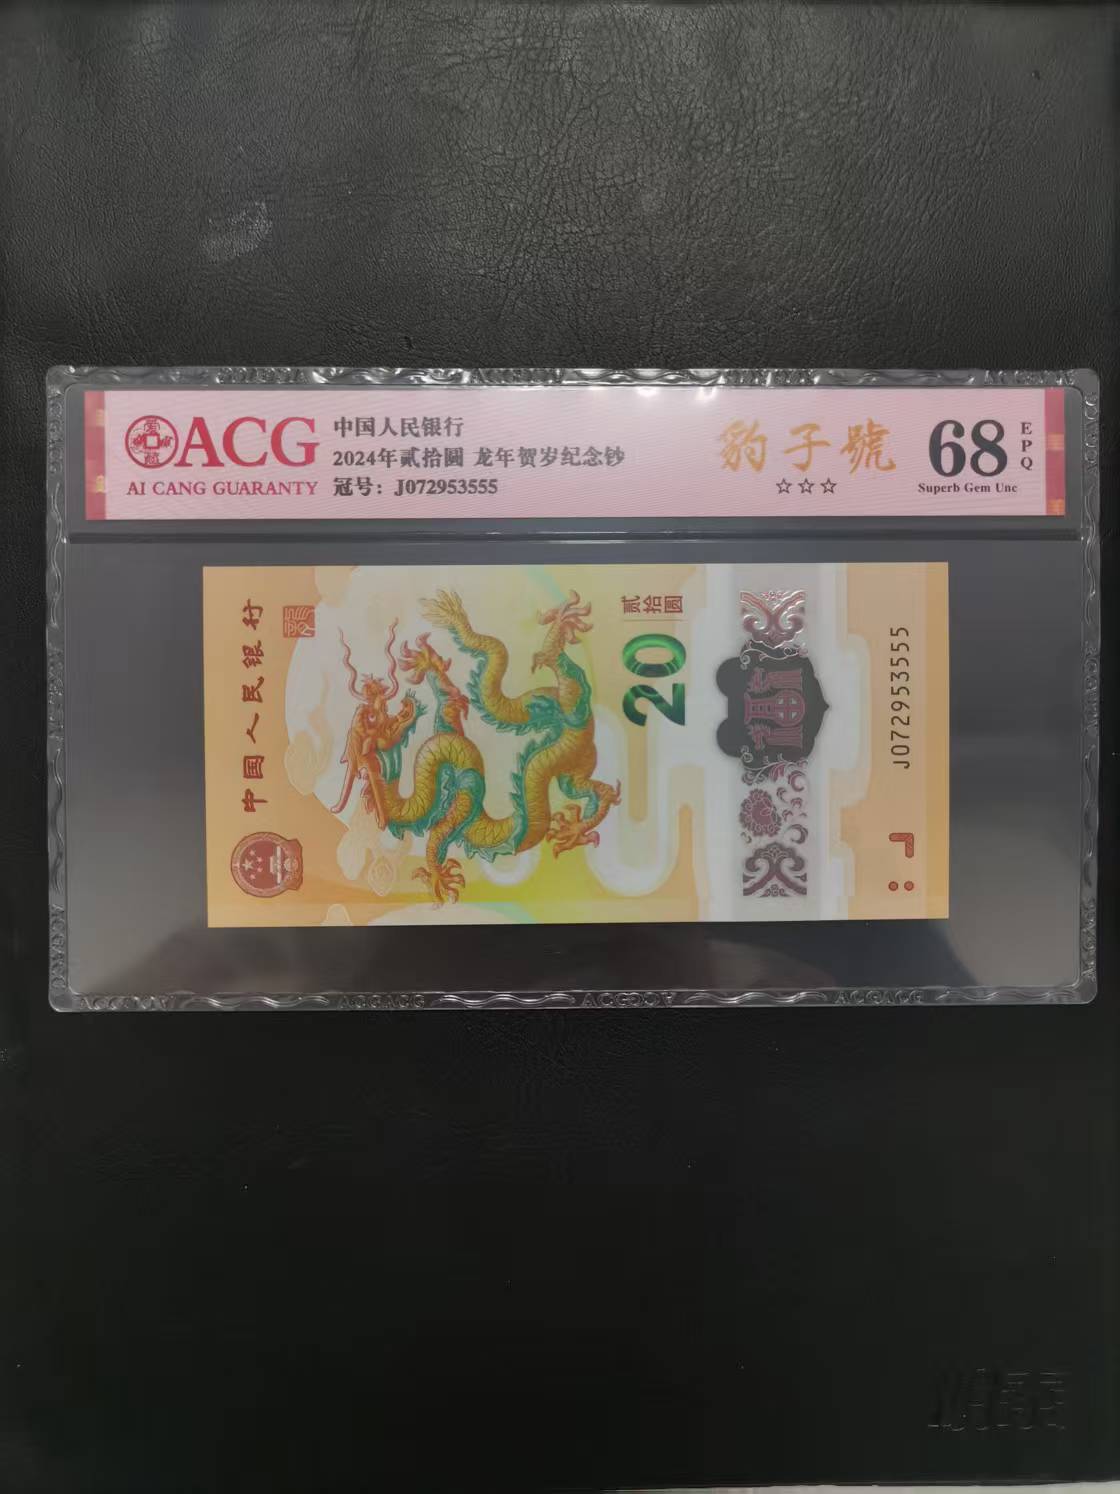 ACG
AI CANG GUARANTY
中国人民银行
2024年贰拾圆 龙年贺岁纪念钞
冠号：J072953555
豹子號
☆☆☆
68
EPQ
Superb Gem Unc
中国人民银行
贰拾圆
20
福
J072953555
ACGACG